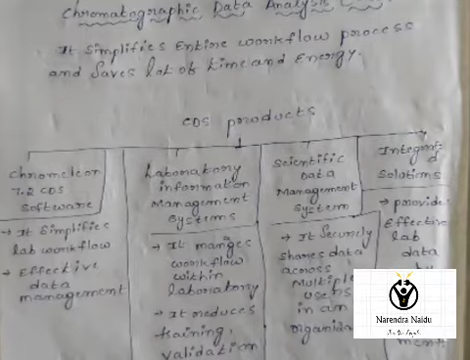 Chromatographic Data Analysis
It Simplifies Entire workflow process
and Saves lot of time and Energy.
CDS products
Chromeleon
7.2 CDS
Software
→ It Simplifies
lab workflow
→ Effective
data
management
Laboratory
information
Management
Systems
→ It manges
workflow
within
laboratory
→ It reduces
training,
validation
Scientific
Data
Management
System
→ It Securely
shares data
across
Multiple
users
in an
Integrat
d
Solutions
→ provide
Effective
lab
data
Narendra Naidu